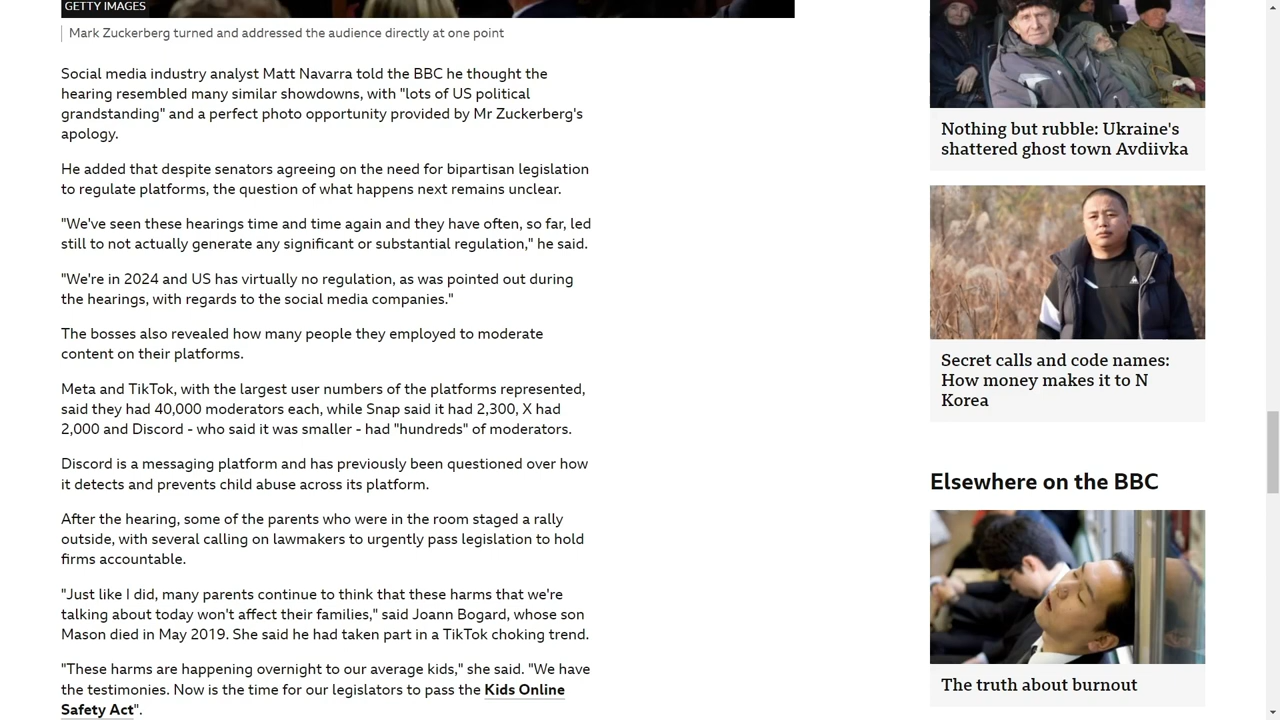 GETTY IMAGES
Mark Zuckerberg turned and addressed the audience directly at one point
Social media industry analyst Matt Navarra told the BBC he thought the
hearing resembled many similar showdowns, with "lots of US political
grandstanding" and a perfect photo opportunity provided by Mr Zuckerberg's
apology.
He added that despite senators agreeing on the need for bipartisan legislation
to regulate platforms, the question of what happens next remains unclear.
"We've seen these hearings time and time again and they have often, so far, led
still to not actually generate any significant or substantial regulation," he said.
"We're in 2024 and US has virtually no regulation, as was pointed out during
the hearings, with regards to the social media companies."
The bosses also revealed how many people they employed to moderate
content on their platforms.
Meta and TikTok, with the largest user numbers of the platforms represented,
said they had 40,000 moderators each, while Snap said it had 2,300, X had
2,000 and Discord - who said it was smaller - had "hundreds" of moderators.
Discord is a messaging platform and has previously been questioned over how
it detects and prevents child abuse across its platform.
After the hearing, some of the parents who were in the room staged a rally
outside, with several calling on lawmakers to urgently pass legislation to hold
firms accountable.
"Just like I did, many parents continue to think that these harms that we're
talking about today won't affect their families," said Joann Bogard, whose son
Mason died in May 2019. She said he had taken part in a TikTok choking trend.
"These harms are happening overnight to our average kids," she said. "We have
the testimonies. Now is the time for our legislators to pass the Kids Online
Safety Act".
Nothing but rubble: Ukraine's
shattered ghost town Avdiivka
Secret calls and code names:
How money makes it to N
Korea
Elsewhere on the BBC
The truth about burnout